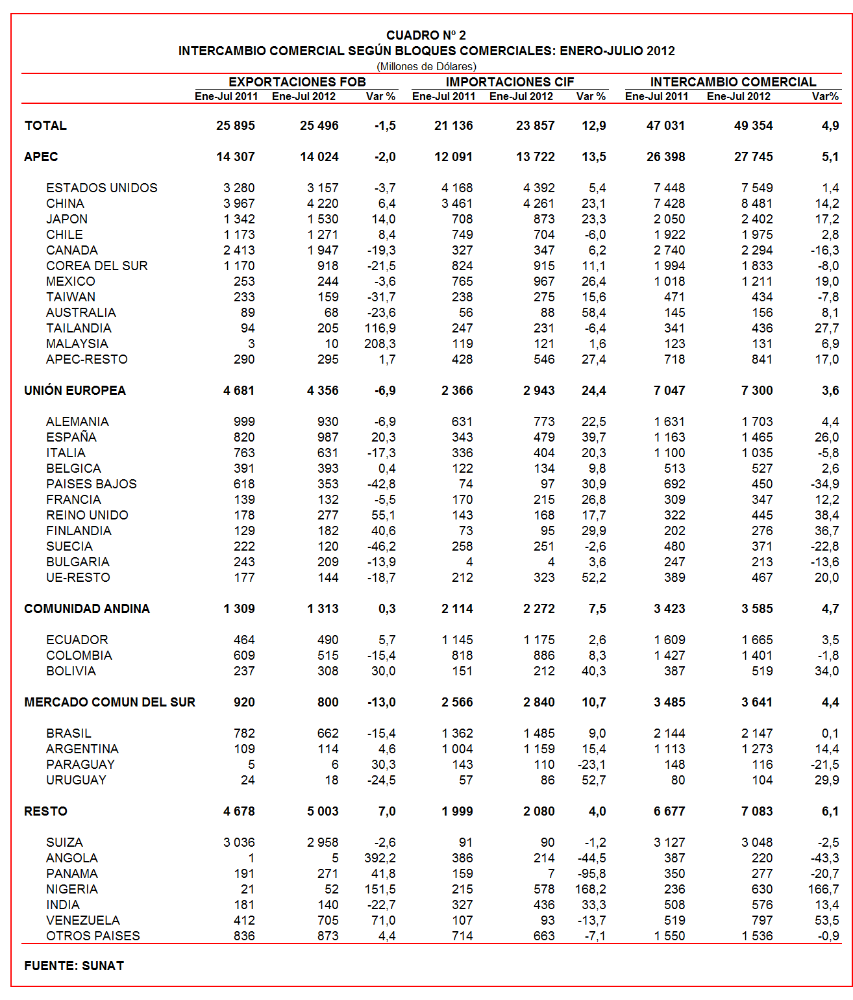 CUADRO Nº 2
INTERCAMBIO COMERCIAL SEGÚN BLOQUES COMERCIALES: ENERO-JULIO 2012
(Millones de Dólares)
EXPORTACIONES FOB IMPORTACIONES CIF INTERCAMBIO COMERCIAL
Ene-Jul 2011 Ene-Jul 2012 Var % Ene-Jul 2011 Ene-Jul 2012 Var % Ene-Jul 2011 Ene-Jul 2012 Var%
TOTAL 25 895 25 496 -1,5 21 136 23 857 12,9 47 031 49 354 4,9
APEC 14 307 14 024 -2,0 12 091 13 722 13,5 26 398 27 745 5,1
ESTADOS UNIDOS 3 280 3 157 -3,7 4 168 4 392 5,4 7 448 7 549 1,4
CHINA 3 967 4 220 6,4 3 461 4 261 23,1 7 428 8 481 14,2
JAPON 1 342 1 530 14,0 708 873 23,3 2 050 2 402 17,2
CHILE 1 173 1 271 8,4 749 704 -6,0 1 922 1 975 2,8
CANADA 2 413 1 947 -19,3 327 347 6,2 2 740 2 294 -16,3
COREA DEL SUR 1 170 918 -21,5 824 915 11,1 1 994 1 833 -8,0
MEXICO 253 244 -3,6 765 967 26,4 1 018 1 211 19,0
TAIWAN 233 159 -31,7 238 275 15,6 471 434 -7,8
AUSTRALIA 89 68 -23,6 56 88 58,4 145 156 8,1
TAILANDIA 94 205 116,9 247 231 -6,4 341 436 27,7
MALAYSIA 3 10 208,3 119 121 1,6 123 131 6,9
APEC-RESTO 290 295 1,7 428 546 27,4 718 841 17,0
UNIÓN EUROPEA 4 681 4 356 -6,9 2 366 2 943 24,4 7 047 7 300 3,6
ALEMANIA 999 930 -6,9 631 773 22,5 1 631 1 703 4,4
ESPAÑA 820 987 20,3 343 479 39,7 1 163 1 465 26,0
ITALIA 763 631 -17,3 336 404 20,3 1 100 1 035 -5,8
BELGICA 391 393 0,4 122 134 9,8 513 527 2,6
PAISES BAJOS 618 353 -42,8 74 97 30,9 692 450 -34,9
FRANCIA 139 132 -5,5 170 215 26,8 309 347 12,2
REINO UNIDO 178 277 55,1 143 168 17,7 322 445 38,4
FINLANDIA 129 182 40,6 73 95 29,9 202 276 36,7
SUECIA 222 120 -46,2 258 251 -2,6 480 371 -22,8
BULGARIA 243 209 -13,9 4 4 3,6 247 213 -13,6
UE-RESTO 177 144 -18,7 212 323 52,2 389 467 20,0
COMUNIDAD ANDINA 1 309 1 313 0,3 2 114 2 272 7,5 3 423 3 585 4,7
ECUADOR 464 490 5,7 1 145 1 175 2,6 1 609 1 665 3,5
COLOMBIA 609 515 -15,4 818 886 8,3 1 427 1 401 -1,8
BOLIVIA 237 308 30,0 151 212 40,3 387 519 34,0
MERCADO COMUN DEL SUR 920 800 -13,0 2 566 2 840 10,7 3 485 3 641 4,4
BRASIL 782 662 -15,4 1 362 1 485 9,0 2 144 2 147 0,1
ARGENTINA 109 114 4,6 1 004 1 159 15,4 1 113 1 273 14,4
PARAGUAY 5 6 30,3 143 110 -23,1 148 116 -21,5
URUGUAY 24 18 -24,5 57 86 52,7 80 104 29,9
RESTO 4 678 5 003 7,0 1 999 2 080 4,0 6 677 7 083 6,1
SUIZA 3 036 2 958 -2,6 91 90 -1,2 3 127 3 048 -2,5
ANGOLA 1 5 392,2 386 214 -44,5 387 220 -43,3
PANAMA 191 271 41,8 159 7 -95,8 350 277 -20,7
NIGERIA 21 52 151,5 215 578 168,2 236 630 166,7
INDIA 181 140 -22,7 327 436 33,3 508 576 13,4
VENEZUELA 412 705 71,0 107 93 -13,7 519 797 53,5
OTROS PAISES 836 873 4,4 714 663 -7,1 1 550 1 536 -0,9
FUENTE: SUNAT